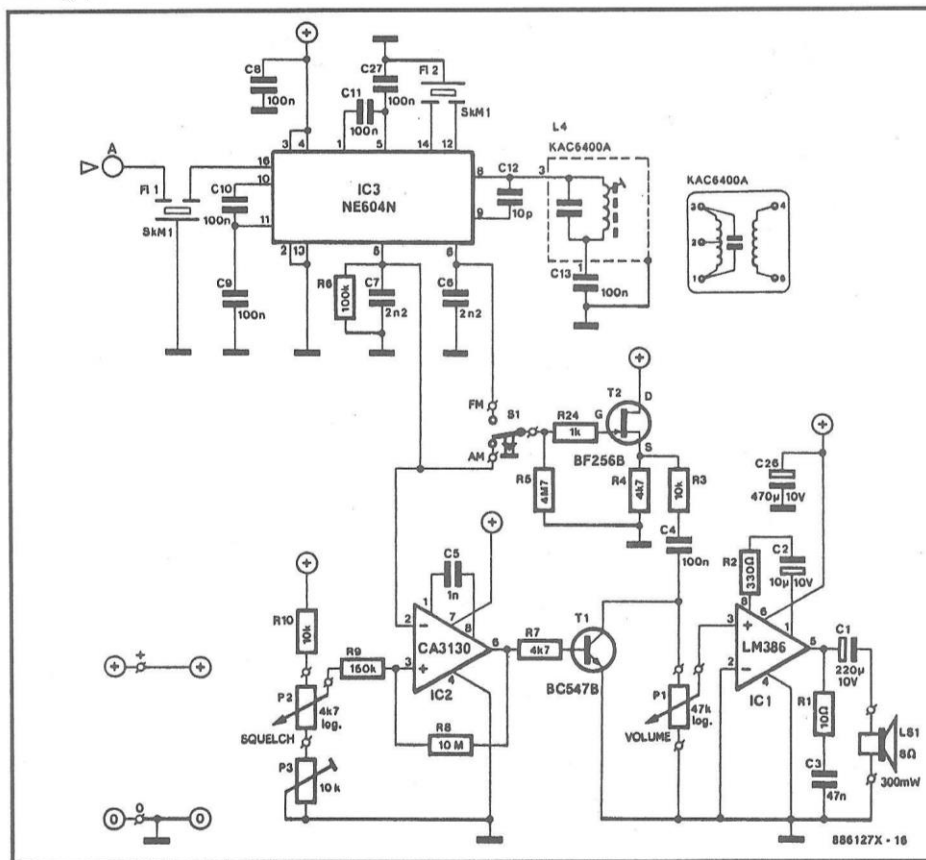 C8
100n
3
4
C11
100n
1
C27
100n
5
Fl 2
SkM1
14
12
A
Fl 1
SkM1
16
10
C10
100n
11
IC3
NE604N
8
9
C12
10p
3
L4
KAC6400A
1
C13
100n
KAC6400A
3
2
1
4
6
C9
100n
2
13
5
6
R6
100k
C7
2n2
C6
2n2
FM
S1
AM
R24
1k
G
T2
D
S
BF256B
R5
4M7
R4
4k7
R3
10k
C4
100n
C26
470µ 10V
R2
330Ω
C2
10µ 10V
R10
10k
P2
4k7
log.
SQUELCH
P3
10 k
R9
150k
C5
1n
1
7
8
2
3
4
6
CA3130
IC2
R8
10 M
R7
4k7
T1
BC547B
P1
47k
log.
VOLUME
8
6
1
3
2
4
5
LM386
IC1
C1
220µ
10V
R1
10Ω
C3
47n
LS1
8Ω
300mW
+
0
0
0
886127X - 16